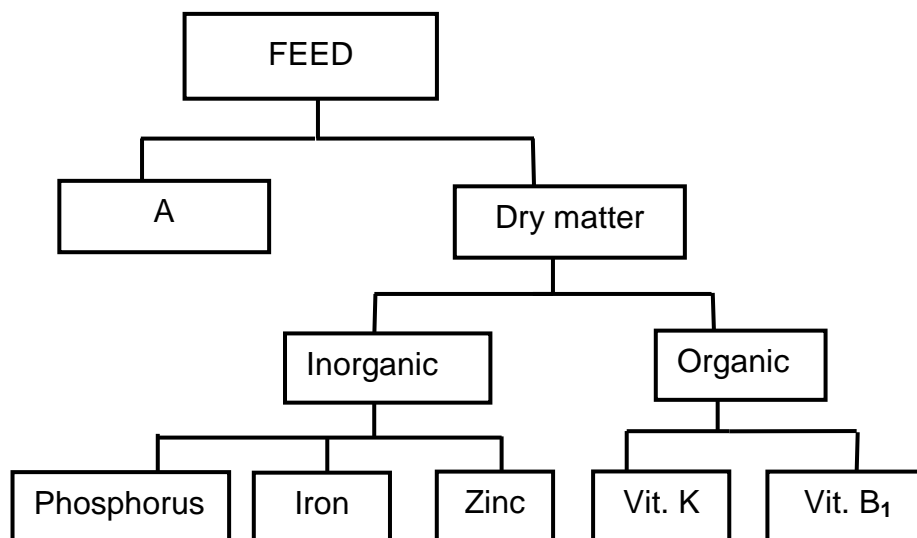 FEED
A
Dry matter
Inorganic
Organic
Phosphorus
Iron
Zinc
Vit. K
Vit. B₁